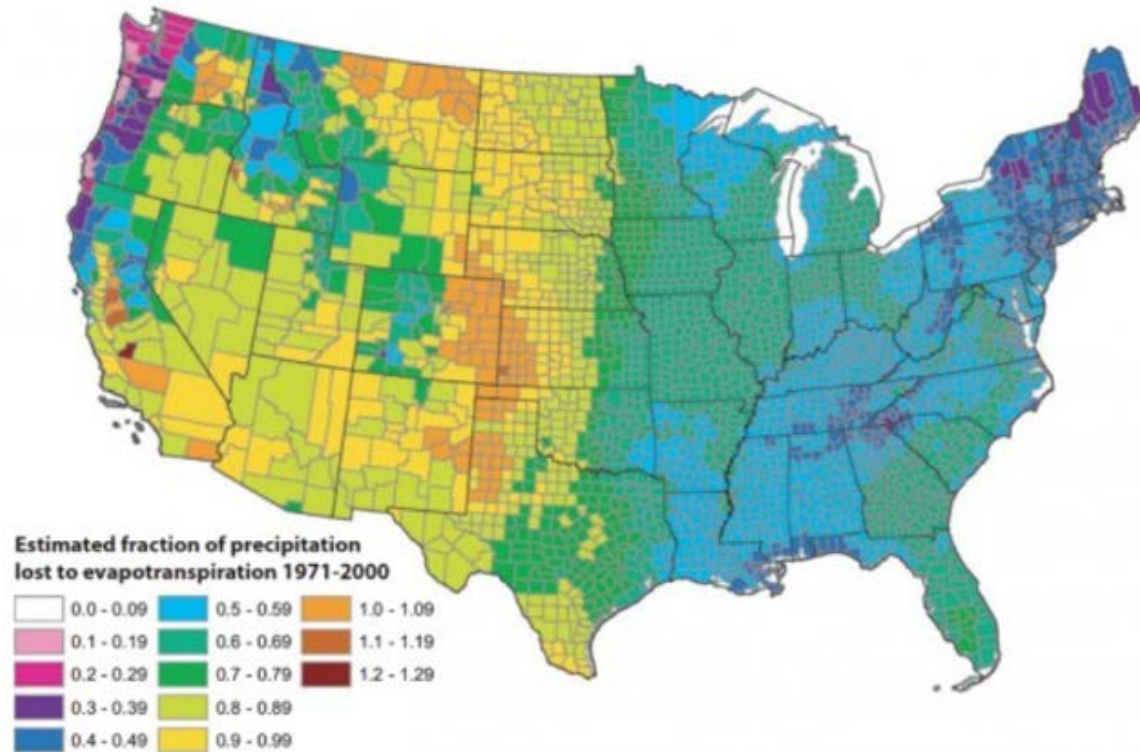 Estimated fraction of precipitation
lost to evapotranspiration 1971-2000
0.0 - 0.09
0.5 - 0.59
1.0 - 1.09
0.1 - 0.19
0.6 - 0.69
1.1 - 1.19
0.2 - 0.29
0.7 - 0.79
1.2 - 1.29
0.3 - 0.39
0.8 - 0.89
0.4 - 0.49
0.9 - 0.99